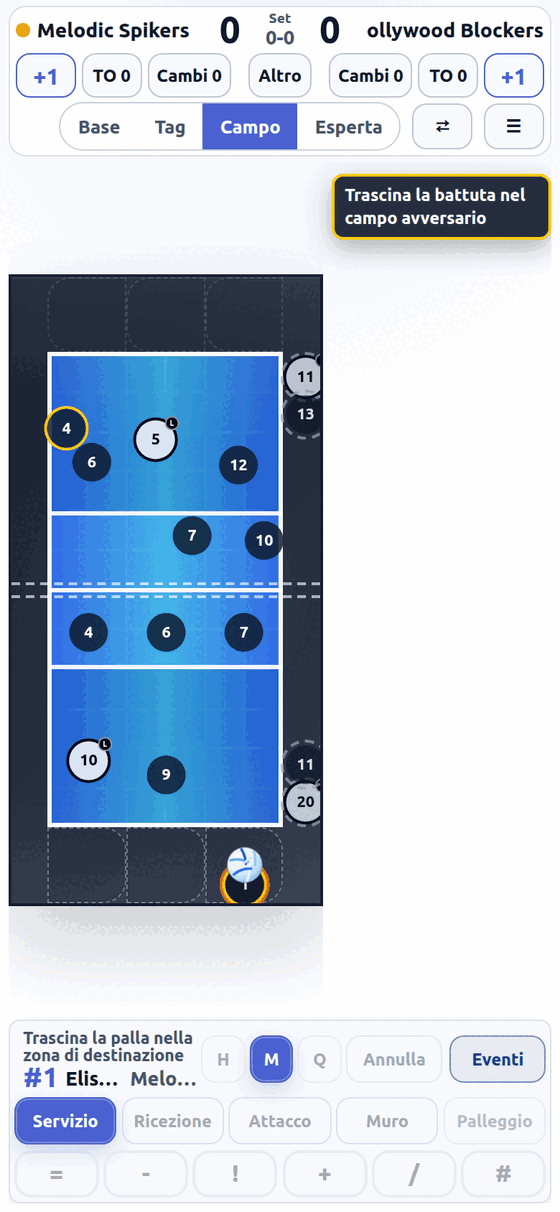 Melodic Spikers 0 Set 0-0 0 ollywood Blockers
+1 TO 0 Cambi 0 Altro Cambi 0 TO 0 +1
Base Tag Campo Esperta ⇄ ☰
Trascina la battuta nel
campo avversario
11
13
4
5 L
6
12
7
10
4
6
7
10 L
9
11
20
Trascina la palla nella
zona di destinazione
#1 Elis... Melo...
H M Q Annulla Eventi
Servizio Ricezione Attacco Muro Palleggio
= - ! + / #